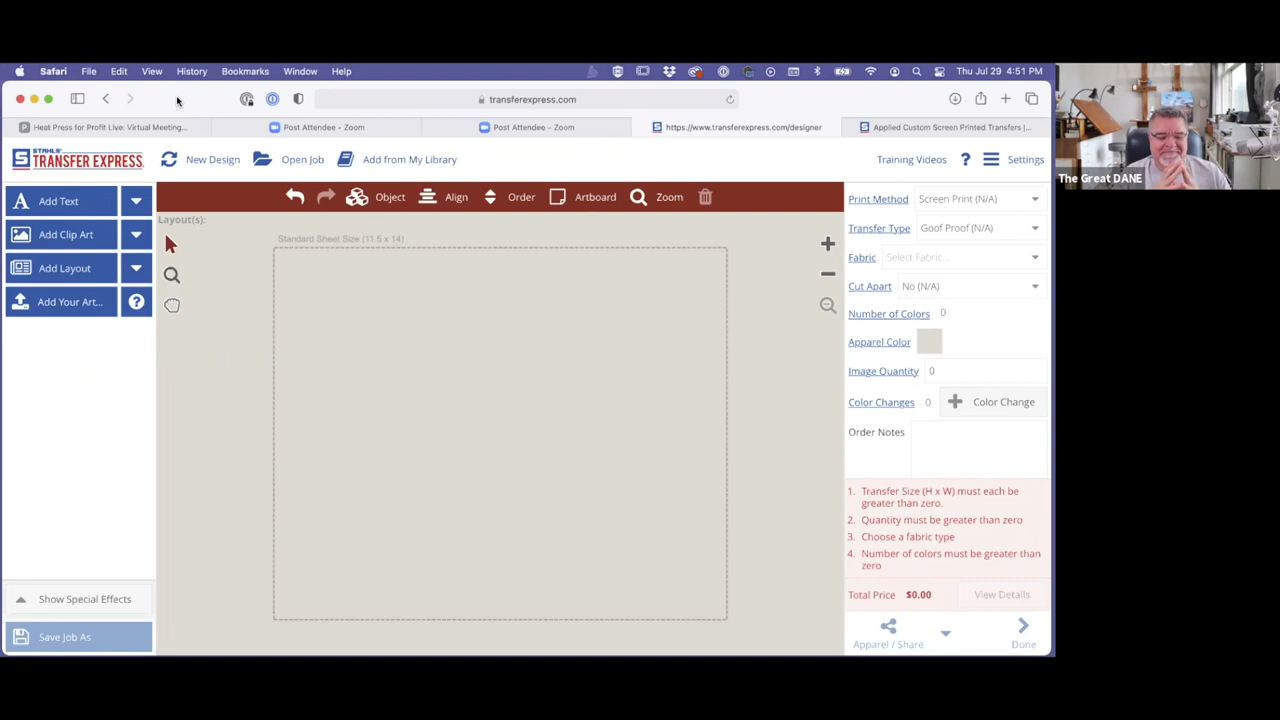 Safari File Edit View History Bookmarks Window Help Thu Jul 29 4:51 PM
transferexpress.com
Heat Press for Profit Live: Virtual Meeting... Post Attendee - Zoom Post Attendee - Zoom https://www.transferexpress.com/designer Applied Custom Screen Printed Transfers |...
STAHLS' TRANSFER EXPRESS New Design Open Job Add from My Library Training Videos ? Settings
The Great DANE
Add Text
Add Clip Art
Add Layout
Add Your Art... ?
Show Special Effects
Save Job As
Object Align Order Artboard Zoom
Layout(s):
Standard Sheet Size (11.5 x 14)
Print Method Screen Print (N/A)
Transfer Type Goof Proof (N/A)
Fabric Select Fabric...
Cut Apart No (N/A)
Number of Colors 0
Apparel Color
Image Quantity 0
Color Changes 0 Color Change
Order Notes
1. Transfer Size (H x W) must each be
greater than zero.
2. Quantity must be greater than zero
3. Choose a fabric type
4. Number of colors must be greater than
zero
Total Price $0.00 View Details
Apparel / Share Done